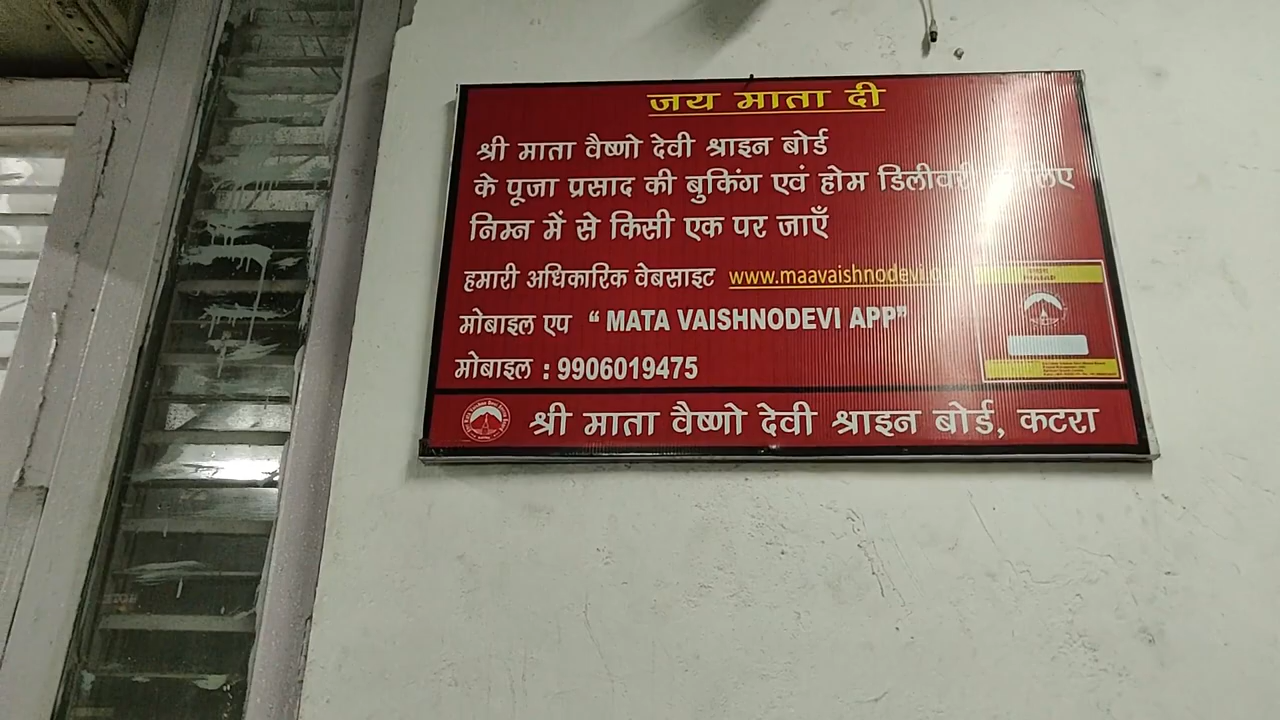 जय माता दी
श्री माता वैष्णो देवी श्राइन बोर्ड
के पूजा प्रसाद की बुकिंग एवं होम डिलीवरी लिए
निम्न में से किसी एक पर जाएँ
हमारी अधिकारिक वेबसाइट www.maavaishnodevi.o
मोबाइल एप “ MATA VAISHNODEVI APP”
मोबाइल : 9906019475
श्री माता वैष्णो देवी श्राइन बोर्ड, कटरा